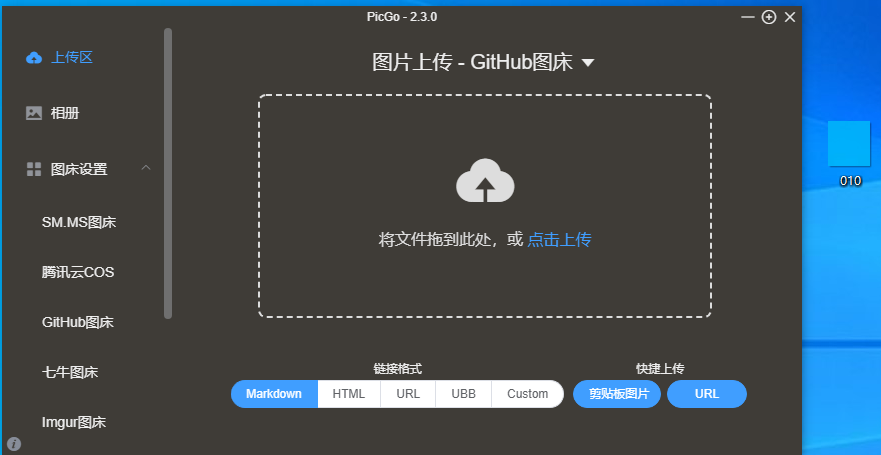 PicGo - 2.3.0
上传区
相册
图床设置
SM.MS图床
腾讯云COS
GitHub图床
七牛图床
Imgur图床
图片上传 - GitHub图床
将文件拖到此处，或 点击上传
链接格式
Markdown HTML URL UBB Custom
快捷上传
剪贴板图片 URL
010